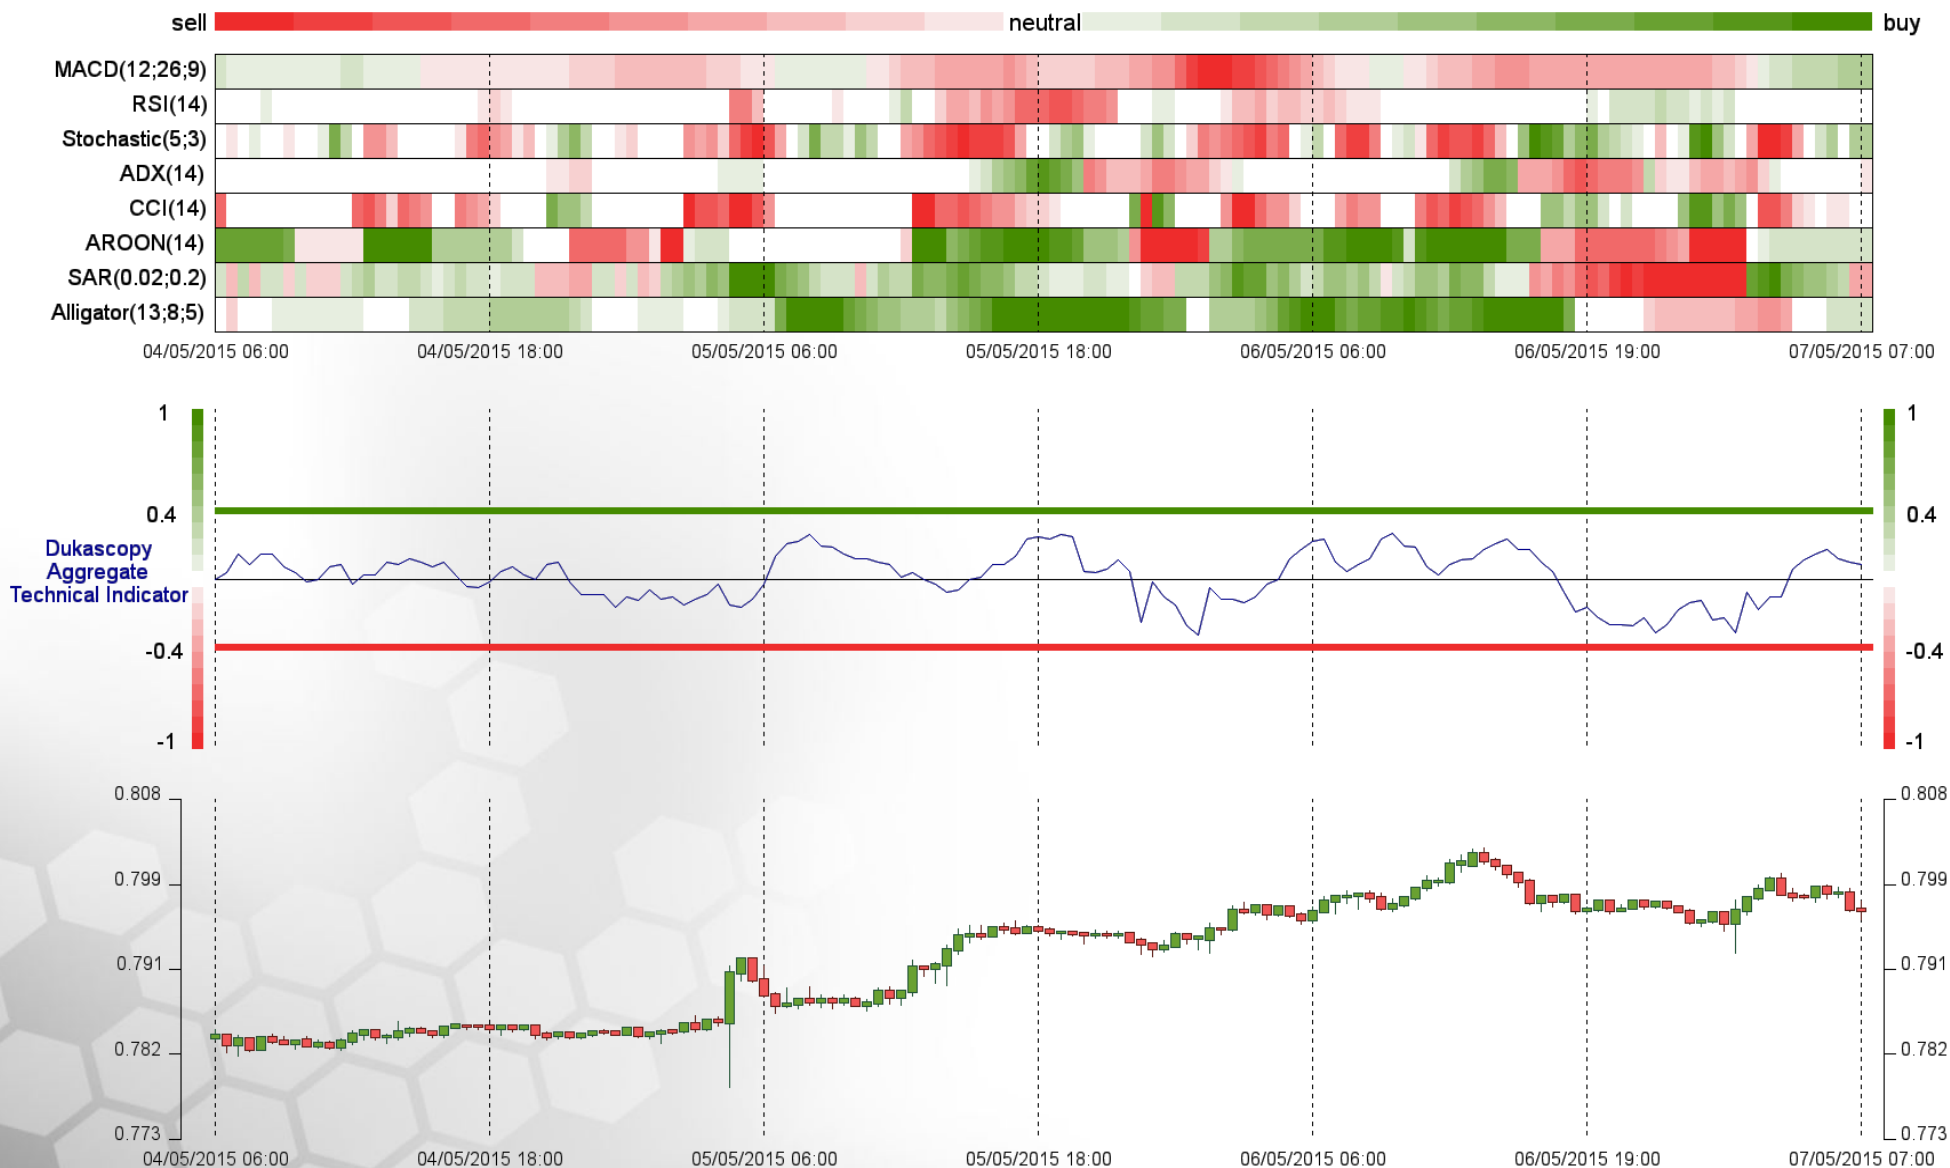 sell neutral buy
MACD(12;26;9)
RSI(14)
Stochastic(5;3)
ADX(14)
CCI(14)
AROON(14)
SAR(0.02;0.2)
Alligator(13;8;5)
04/05/2015 06:00 04/05/2015 18:00 05/05/2015 06:00 05/05/2015 18:00 06/05/2015 06:00 06/05/2015 19:00 07/05/2015 07:00
1 1
0.4 0.4
Dukascopy
Aggregate
Technical Indicator
-0.4 -0.4
-1 -1
0.808 0.808
0.799 0.799
0.791 0.791
0.782 0.782
0.773 0.773
04/05/2015 06:00 04/05/2015 18:00 05/05/2015 06:00 05/05/2015 18:00 06/05/2015 06:00 06/05/2015 19:00 07/05/2015 07:00